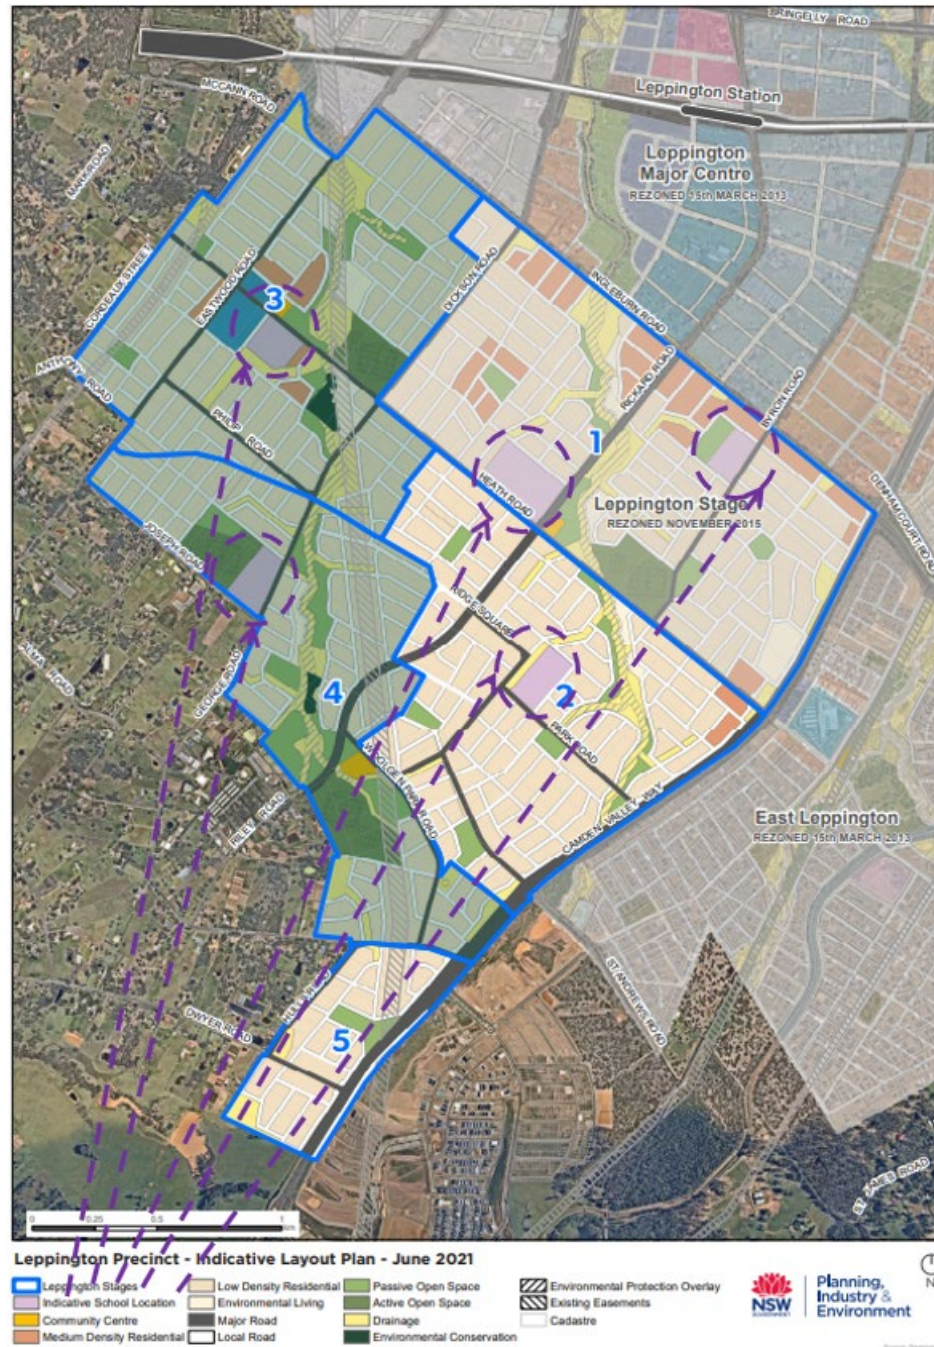 BRINGELLY ROAD
MCCANN ROAD
Leppington Station
Leppington
Major Centre
REZONED 15th MARCH 2013
CORDEAUX STREET
EASTWOOD ROAD
DICKSON ROAD
INGLEBURN ROAD
3
ANTHONY ROAD
RICKARD ROAD
BYRON ROAD
PHILIP ROAD
1
HEATH ROAD
Leppington Stage 1
REZONED NOVEMBER 2015
DENHAM COURT ROAD
JOSEPH ROAD
RIDGE SQUARE
ALMA ROAD
GEORGE ROAD
4
2
PARK ROAD
RILEY ROAD
CAMDEN VALLEY WAY
East Leppington
REZONED 15th MARCH 2013
ST ANDREWS ROAD
DWYER ROAD
5
ST JAMES ROAD
0 0.25 0.5 1
Leppington Precinct - Indicative Layout Plan - June 2021
Leppington Stages
Indicative School Location
Community Centre
Medium Density Residential
Low Density Residential
Environmental Living
Major Road
Local Road
Passive Open Space
Active Open Space
Drainage
Environmental Conservation
Environmental Protection Overlay
Existing Easements
Cadastre
NSW
GOVERNMENT
Planning,
Industry &
Environment
N